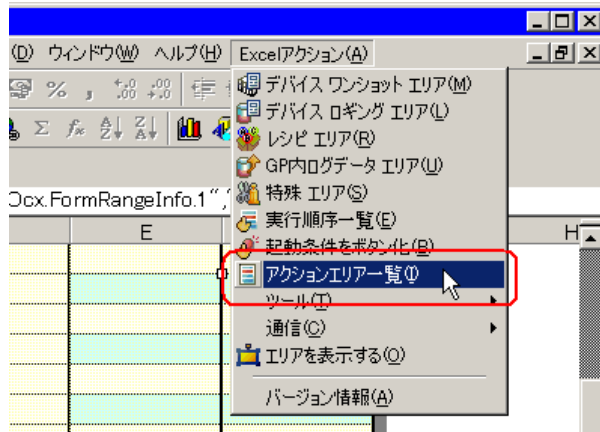 (D) ウィンドウ(W) ヘルプ(H) Excelアクション(A)
デバイス ワンショット エリア(M)
デバイス ロギング エリア(L)
レシピ エリア(R)
GP内ログデータ エリア(U)
Ocx.FormRangeInfo.1","
特殊 エリア(S)
実行順序一覧(E)
E
H
起動条件をボタン化(B)
アクションエリア一覧(I)
ツール(T)
通信(C)
エリアを表示する(O)
バージョン情報(A)